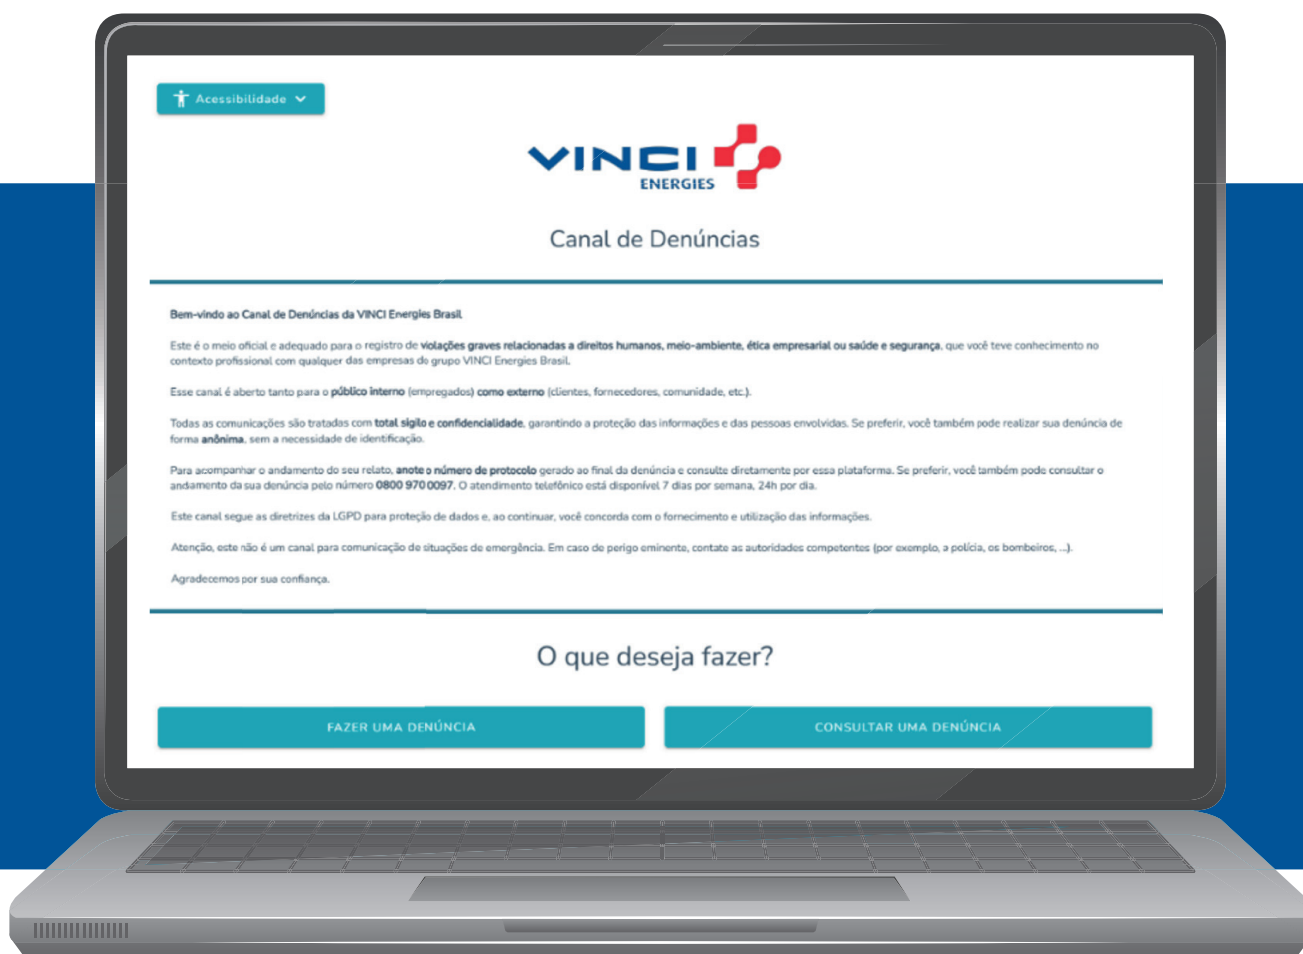 Acessibilidade
VINCI
ENERGIES
Canal de Denúncias
Bem-vindo ao Canal de Denúncias da VINCI Energies Brasil
Este é o meio oficial e adequado para o registro de violações graves relacionadas a direitos humanos, meio-ambiente, ética empresarial ou saúde e segurança, que você teve conhecimento no
contexto profissional com qualquer das empresas do grupo VINCI Energies Brasil.
Esse canal é aberto tanto para o público interno (empregados) como externo (clientes, fornecedores, comunidade, etc.).
Todas as comunicações são tratadas com total sigilo e confidencialidade, garantindo a proteção das informações e das pessoas envolvidas. Se preferir, você também pode realizar sua denúncia de
forma anônima, sem a necessidade de identificação.
Para acompanhar o andamento do seu relato, anote o número de protocolo gerado ao final da denúncia e consulte diretamente por essa plataforma. Se preferir, você também pode consultar o
andamento da sua denúncia pelo número 0800 970 0097. O atendimento telefônico está disponível 7 dias por semana, 24h por dia.
Este canal segue as diretrizes da LGPD para proteção de dados e, ao continuar, você concorda com o fornecimento e utilização das informações.
Atenção, este não é um canal para comunicação de situações de emergência. Em caso de perigo eminente, contate as autoridades competentes (por exemplo, a polícia, os bombeiros, ...).
Agradecemos por sua confiança.
O que deseja fazer?
FAZER UMA DENÚNCIA
CONSULTAR UMA DENÚNCIA